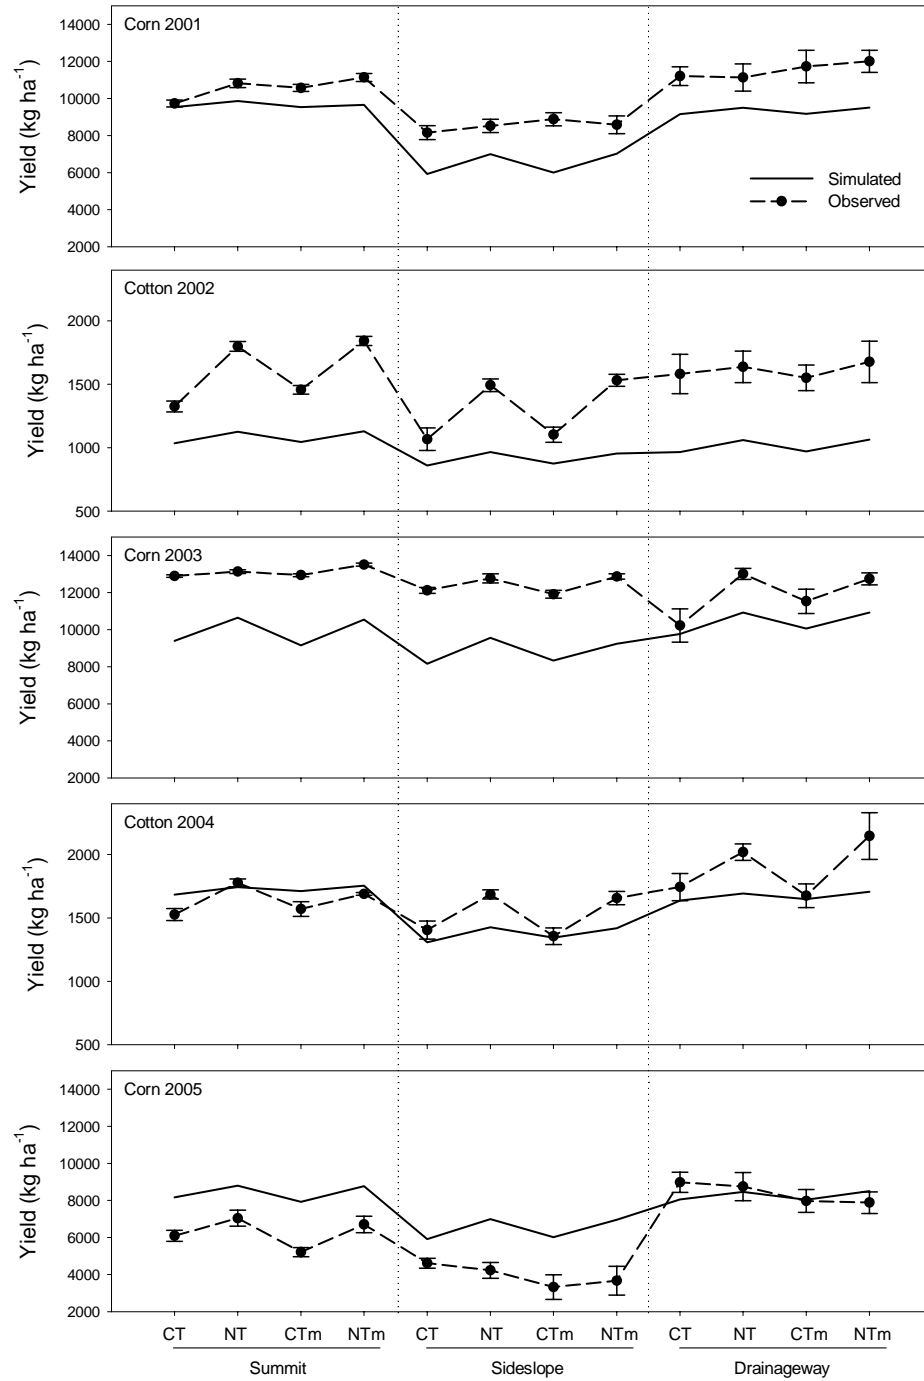 Corn 2001
14000
12000
10000
8000
6000
4000
2000
Yield (kg ha⁻¹)
Simulated
Observed
Cotton 2002
2000
1500
1000
500
Yield (kg ha⁻¹)
Corn 2003
14000
12000
10000
8000
6000
4000
2000
Yield (kg ha⁻¹)
Cotton 2004
2000
1500
1000
500
Yield (kg ha⁻¹)
Corn 2005
14000
12000
10000
8000
6000
4000
2000
Yield (kg ha⁻¹)
CT NT CTm NTm CT NT CTm NTm CT NT CTm NTm
Summit Sideslope Drainageway